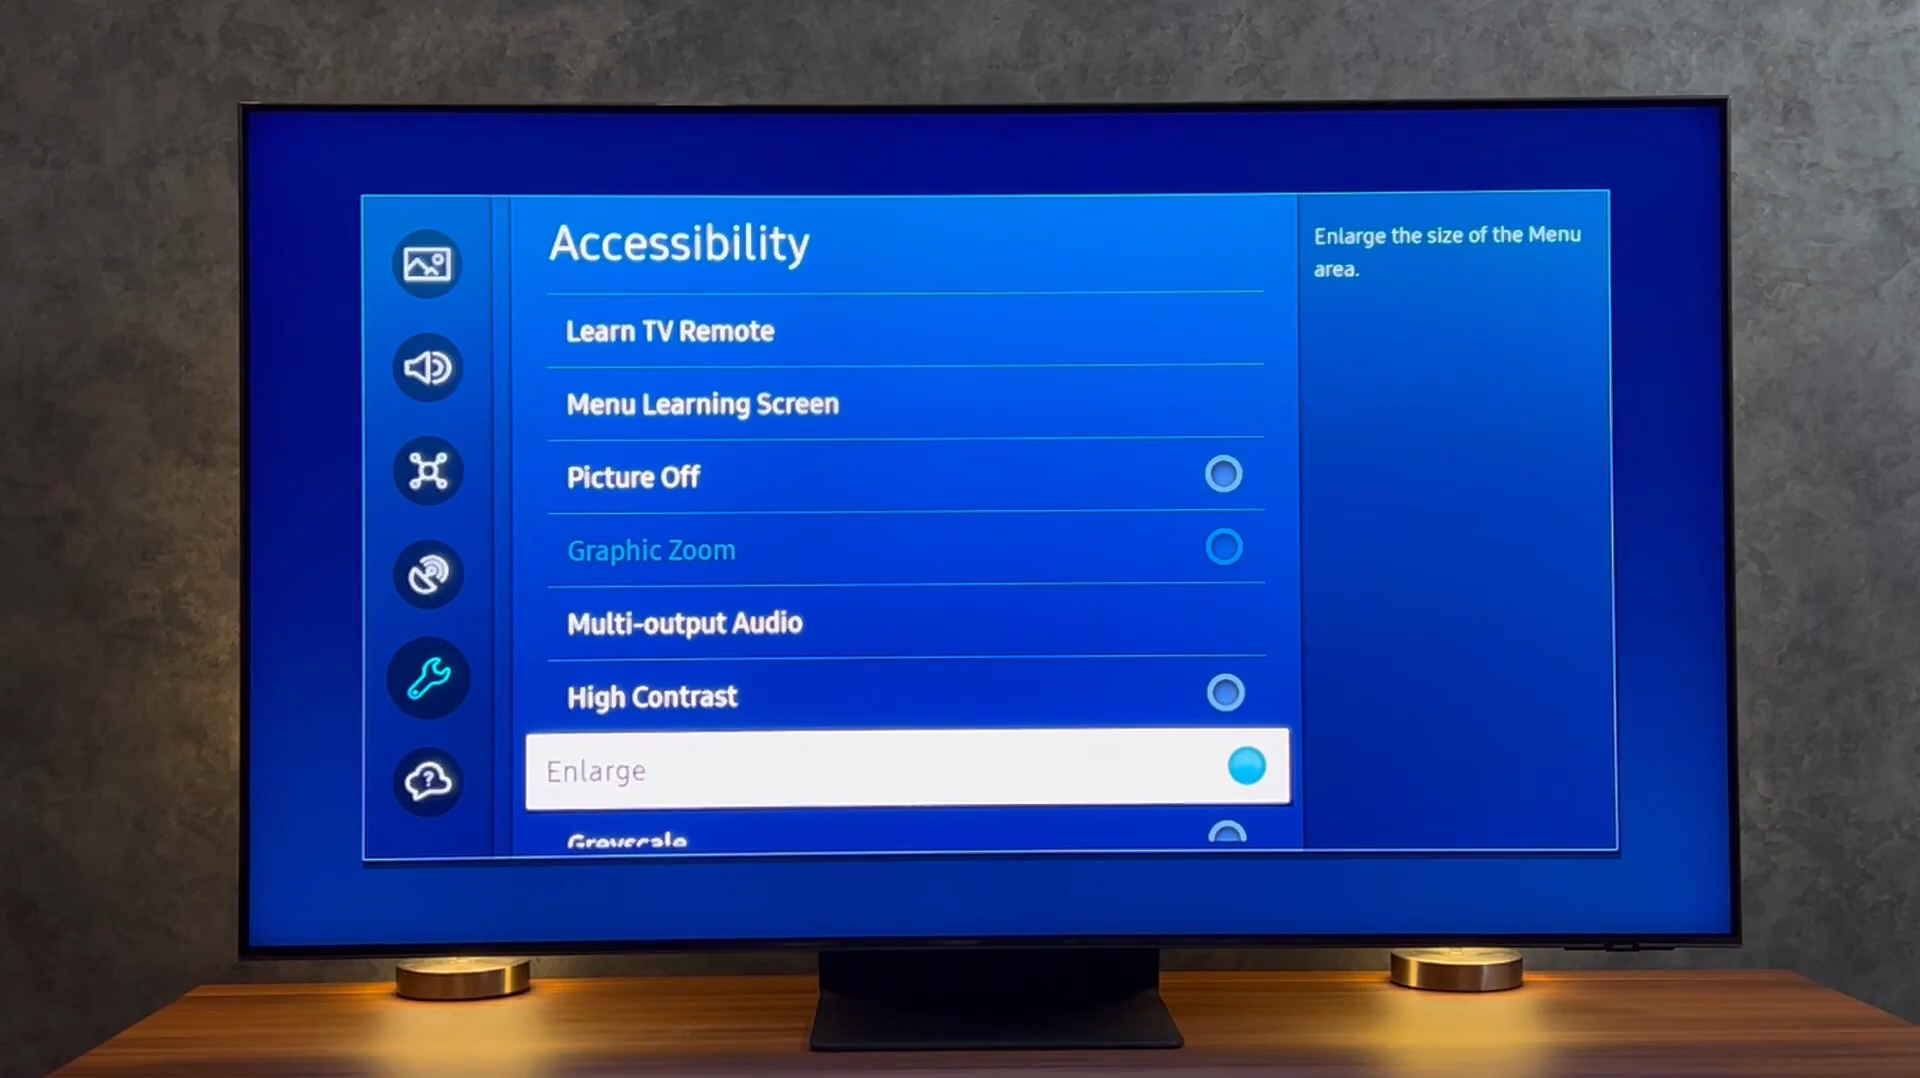 Accessibility
Learn TV Remote
Menu Learning Screen
Picture Off
Graphic Zoom
Multi-output Audio
High Contrast
Enlarge
Greyscale
Enlarge the size of the Menu
area.
?